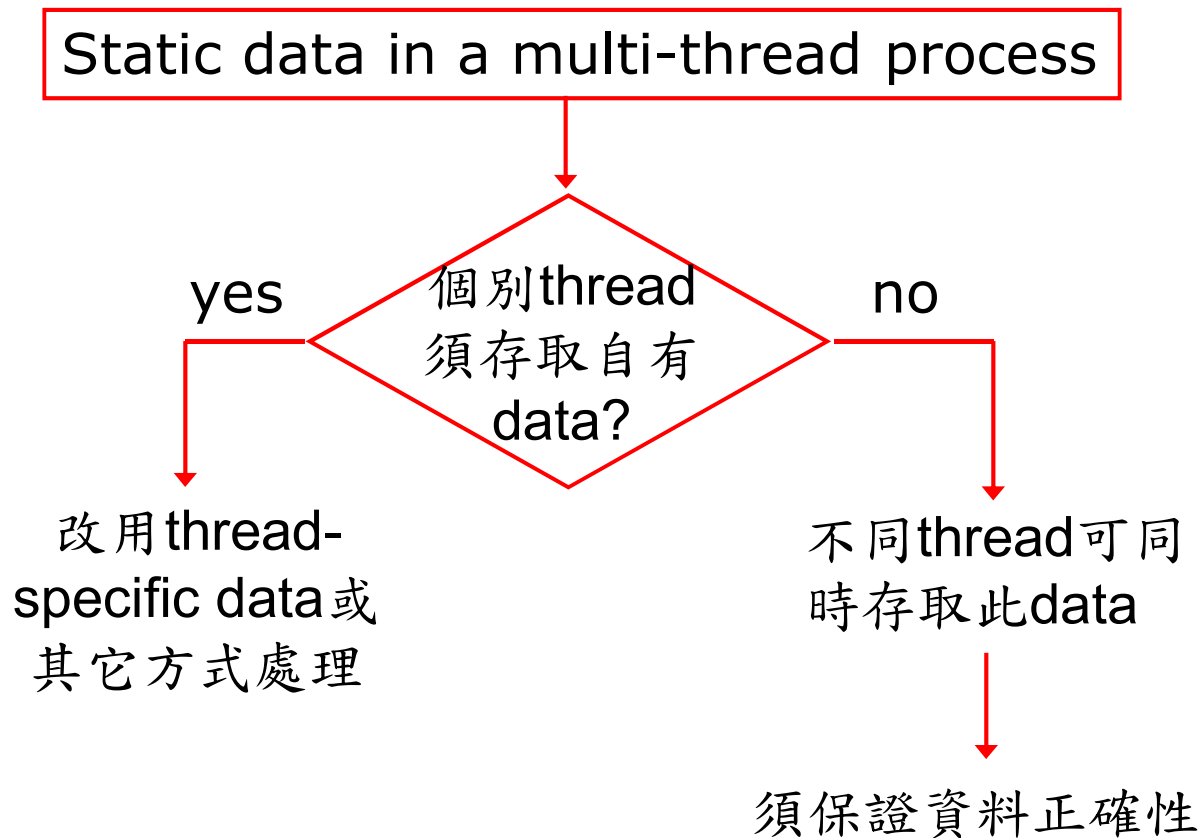 Static data in a multi-thread process
yes
個別thread
須存取自有
data?
no
改用thread-
specific data或
其它方式處理
不同thread可同
時存取此data
須保證資料正確性